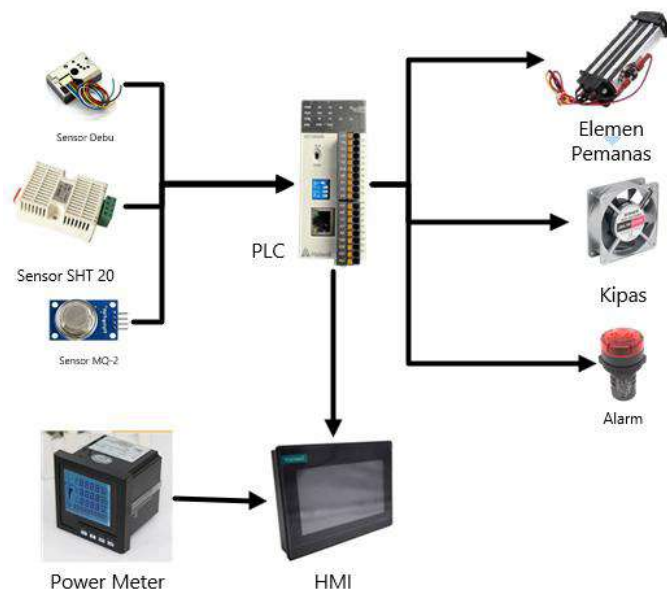 Sensor Debu
Sensor SHT 20
Sensor MQ-2
PLC
Elemen
Pemanas
Kipas
Alarm
Power Meter
HMI